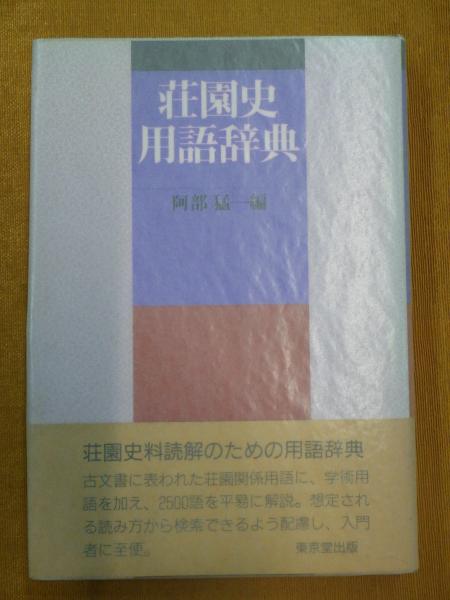 荘園史
用語辞典
阿部 猛―編
荘園史料読解のための用語辞典
古文書に表われた荘園関係用語に、学術用
語を加え、2500語を平易に解説。想定され
る読み方から検索できるよう配慮し、入門
者に至便。
東京堂出版